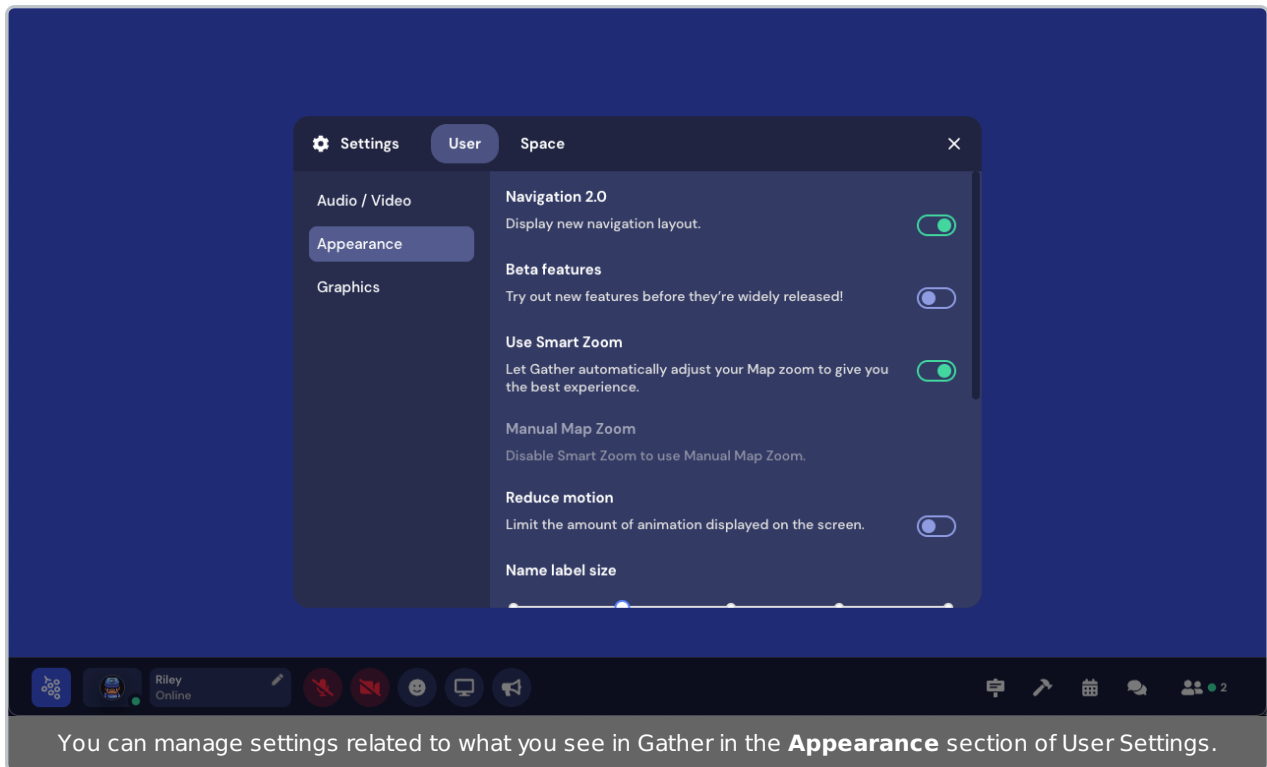 Settings
User
Space
Audio / Video
Appearance
Graphics
Navigation 2.0
Display new navigation layout.
Beta features
Try out new features before they’re widely released!
Use Smart Zoom
Let Gather automatically adjust your Map zoom to give you
the best experience.
Manual Map Zoom
Disable Smart Zoom to use Manual Map Zoom.
Reduce motion
Limit the amount of animation displayed on the screen.
Name label size
Riley
Online
2
You can manage settings related to what you see in Gather in the Appearance section of User Settings.